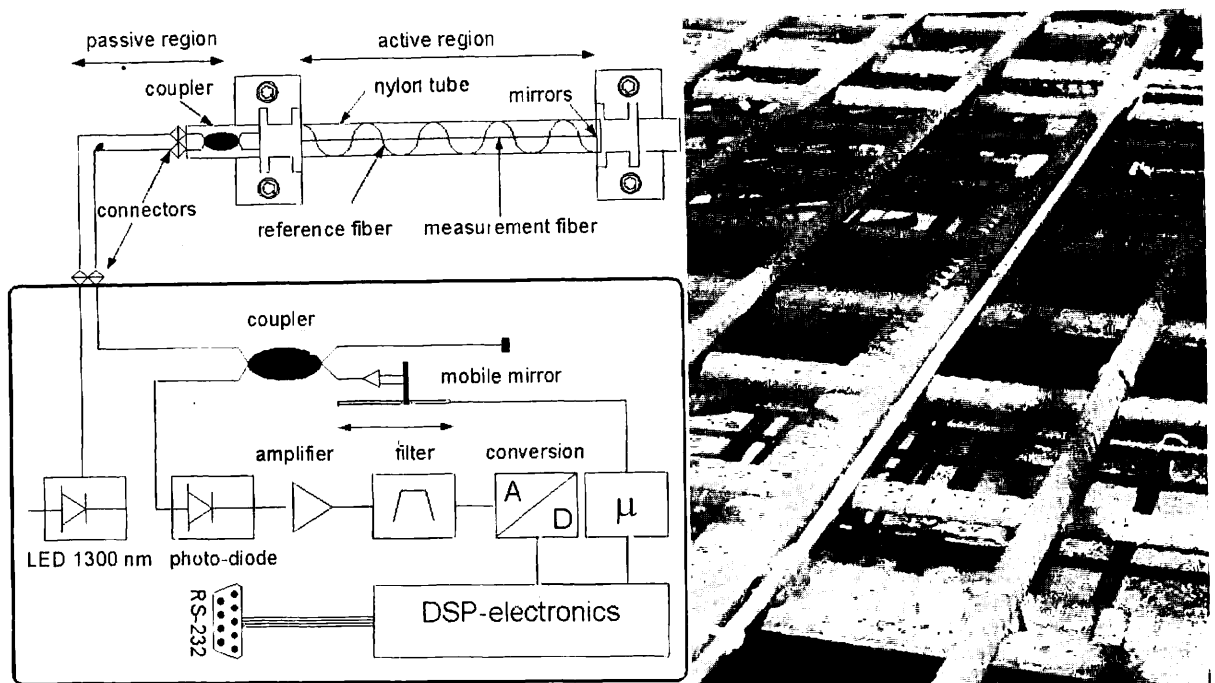 passive region
active region
coupler
nylon tube
mirrors
connectors
reference fiber
measurement fiber
coupler
mobile mirror
amplifier
filter
conversion
A
D
μ
LED 1300 nm
photo-diode
RS-232
DSP-electronics